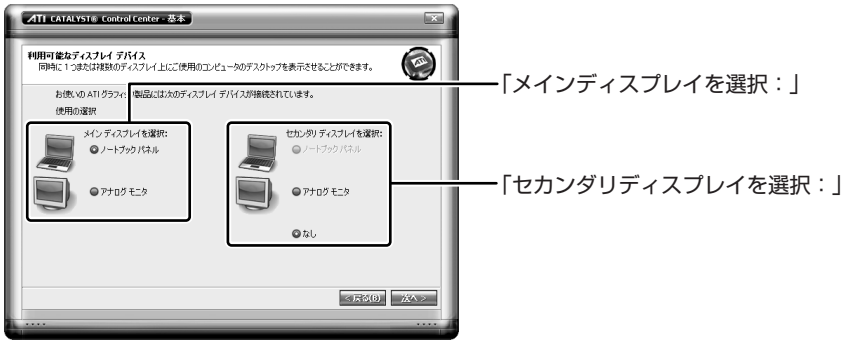 ATI CATALYST® Control Center - 基本
利用可能なディスプレイ デバイス
同時に1つまたは複数のディスプレイ上にご使用のコンピュータのデスクトップを表示させることができます。
ATI
お使いの ATI グラフィ 製品には次のディスプレイ デバイスが接続されています。
使用の選択
メイン ディスプレイを選択:
ノートブック パネル
アナログ モニタ
セカンダリ ディスプレイを選択:
ノートブック パネル
アナログ モニタ
なし
< 戻る(B)
次へ >
「メインディスプレイを選択：」
「セカンダリディスプレイを選択：」